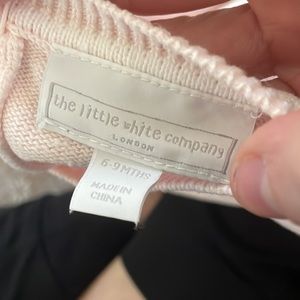 the little white company
LONDON
6-9 MTHS
MADE IN
CHINA